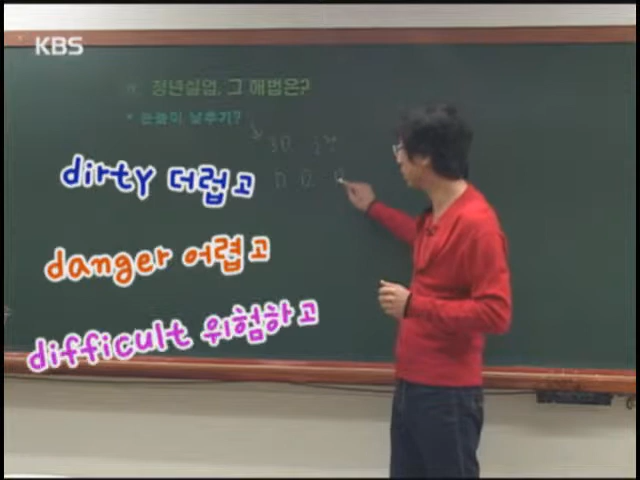 KBS
청년실업, 그 해법은?
• 눈높이 낮추기?
3D
D D D
dirty 더럽고
danger 어렵고
difficult 위험하고